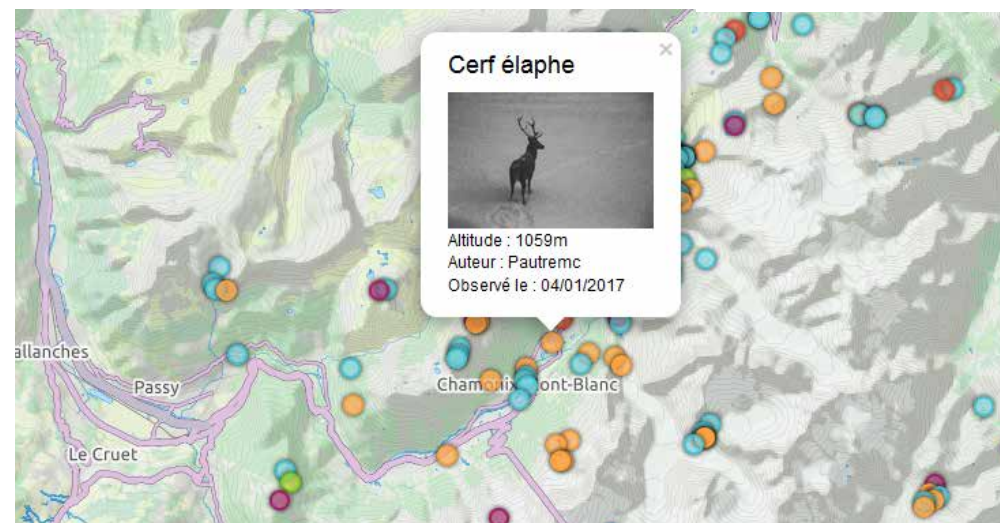 Cerf élaphe
×
Altitude : 1059m
Auteur : Pautremc
Observé le : 04/01/2017
allanches
Passy
Chamonix-Mont-Blanc
Le Cruet